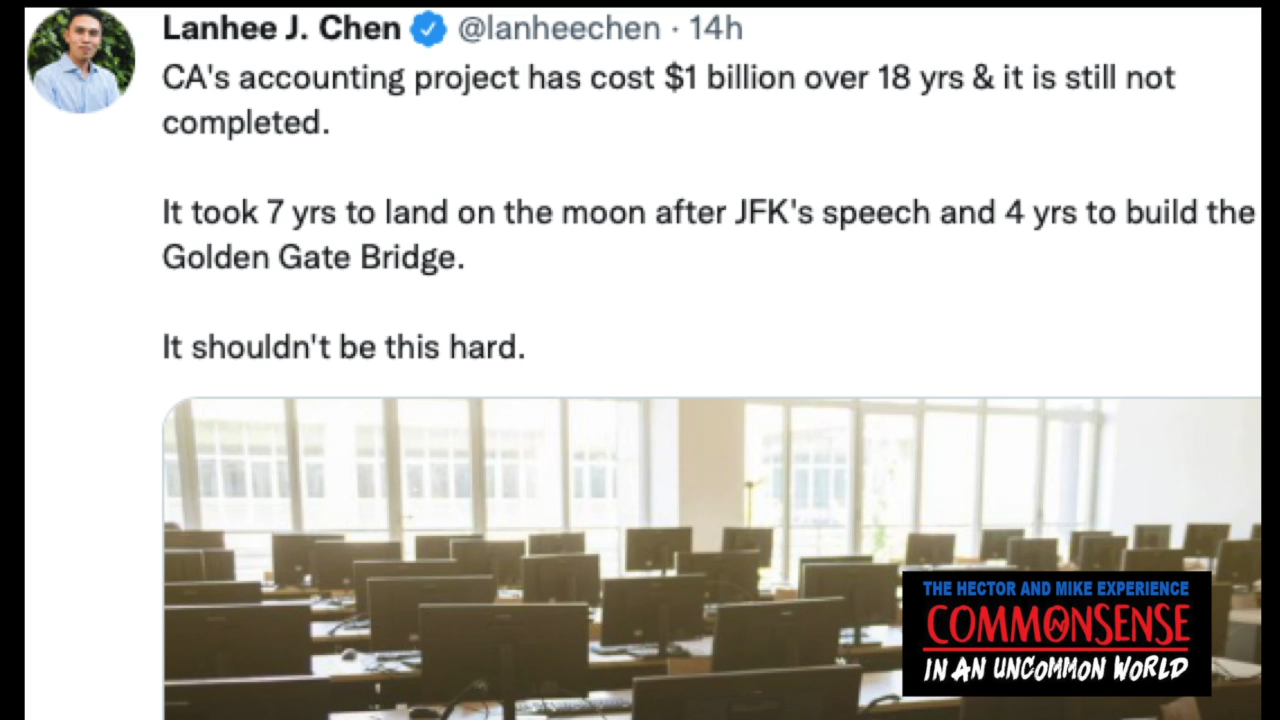 Lanhee J. Chen @lanheechen · 14h
CA's accounting project has cost $1 billion over 18 yrs & it is still not
completed.
It took 7 yrs to land on the moon after JFK's speech and 4 yrs to build the
Golden Gate Bridge.
It shouldn't be this hard.
THE HECTOR AND MIKE EXPERIENCE
COMMONSENSE
IN AN UNCOMMON WORLD